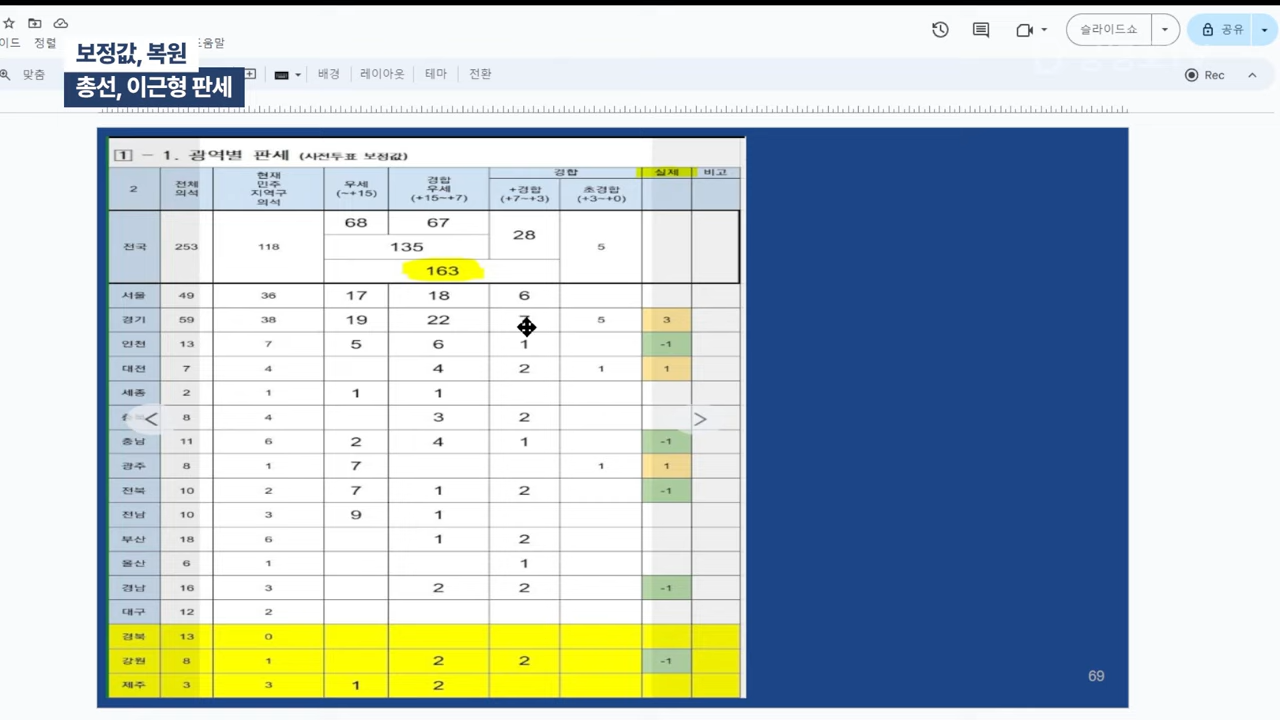 이드 정렬 도움말
보정값, 복원
총선, 이근형 판세
맞춤 배경 레이아웃 테마 전환
슬라이드쇼 공유
Rec
1 - 1. 광역별 판세 (사전투표 보정값)
2 전체 의석 현재 민주 지역구 의석 우세 (~+15) 경합 우세 (+15~+7) 경합 +경합 (+7~+3) 초경합 (+3~+0) 실제 비고
전국 253 118 68 67 28 5
135
163
서울 49 36 17 18 6
경기 59 38 19 22 5 3
인천 13 7 5 6 1 -1
대전 7 4 4 2 1 1
세종 2 1 1 1
8 4 3 2
충남 11 6 2 4 1 -1
광주 8 1 7 1 1
전북 10 2 7 1 2 -1
전남 10 3 9 1
부산 18 6 1 2
울산 6 1 1
경남 16 3 2 2 -1
대구 12 2
경북 13 0
강원 8 1 2 2 -1
제주 3 3 1 2
69